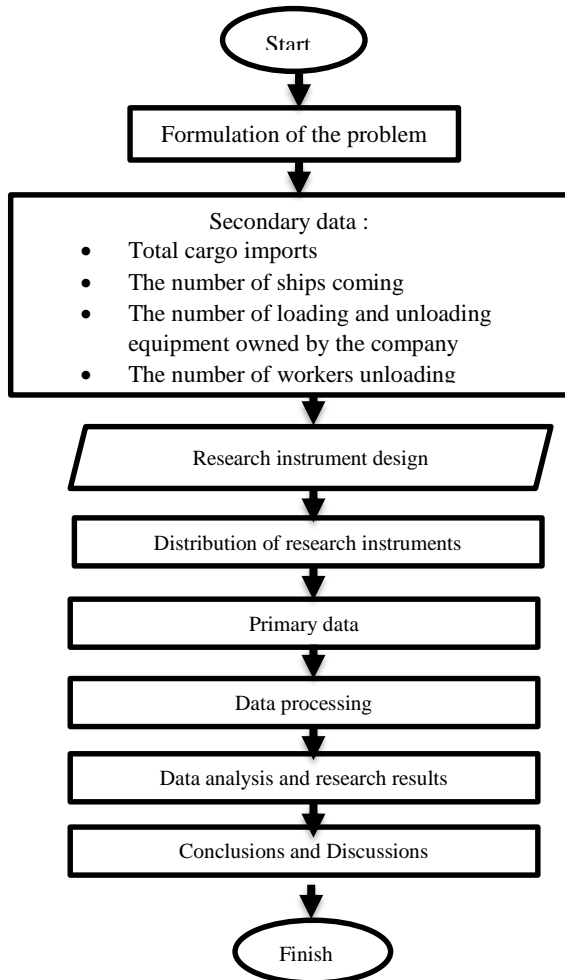 Start
Formulation of the problem
Secondary data :
• Total cargo imports
• The number of ships coming
• The number of loading and unloading
equipment owned by the company
• The number of workers unloading
Research instrument design
Distribution of research instruments
Primary data
Data processing
Data analysis and research results
Conclusions and Discussions
Finish